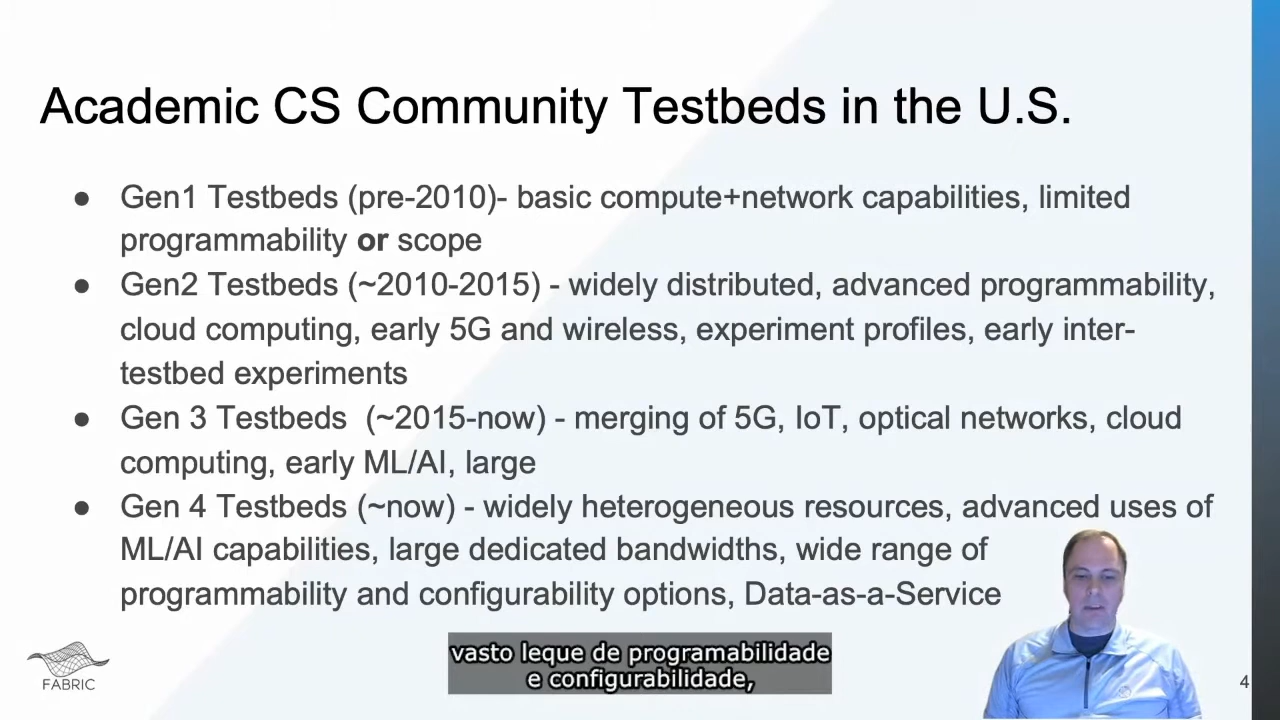 Academic CS Community Testbeds in the U.S.
● Gen1 Testbeds (pre-2010)- basic compute+network capabilities, limited
programmability or scope
● Gen2 Testbeds (~2010-2015) - widely distributed, advanced programmability,
cloud computing, early 5G and wireless, experiment profiles, early inter-
testbed experiments
● Gen 3 Testbeds (~2015-now) - merging of 5G, IoT, optical networks, cloud
computing, early ML/AI, large
● Gen 4 Testbeds (~now) - widely heterogeneous resources, advanced uses of
ML/AI capabilities, large dedicated bandwidths, wide range of
programmability and configurability options, Data-as-a-Service
vasto leque de programabilidade
e configurabilidade,
FABRIC
4